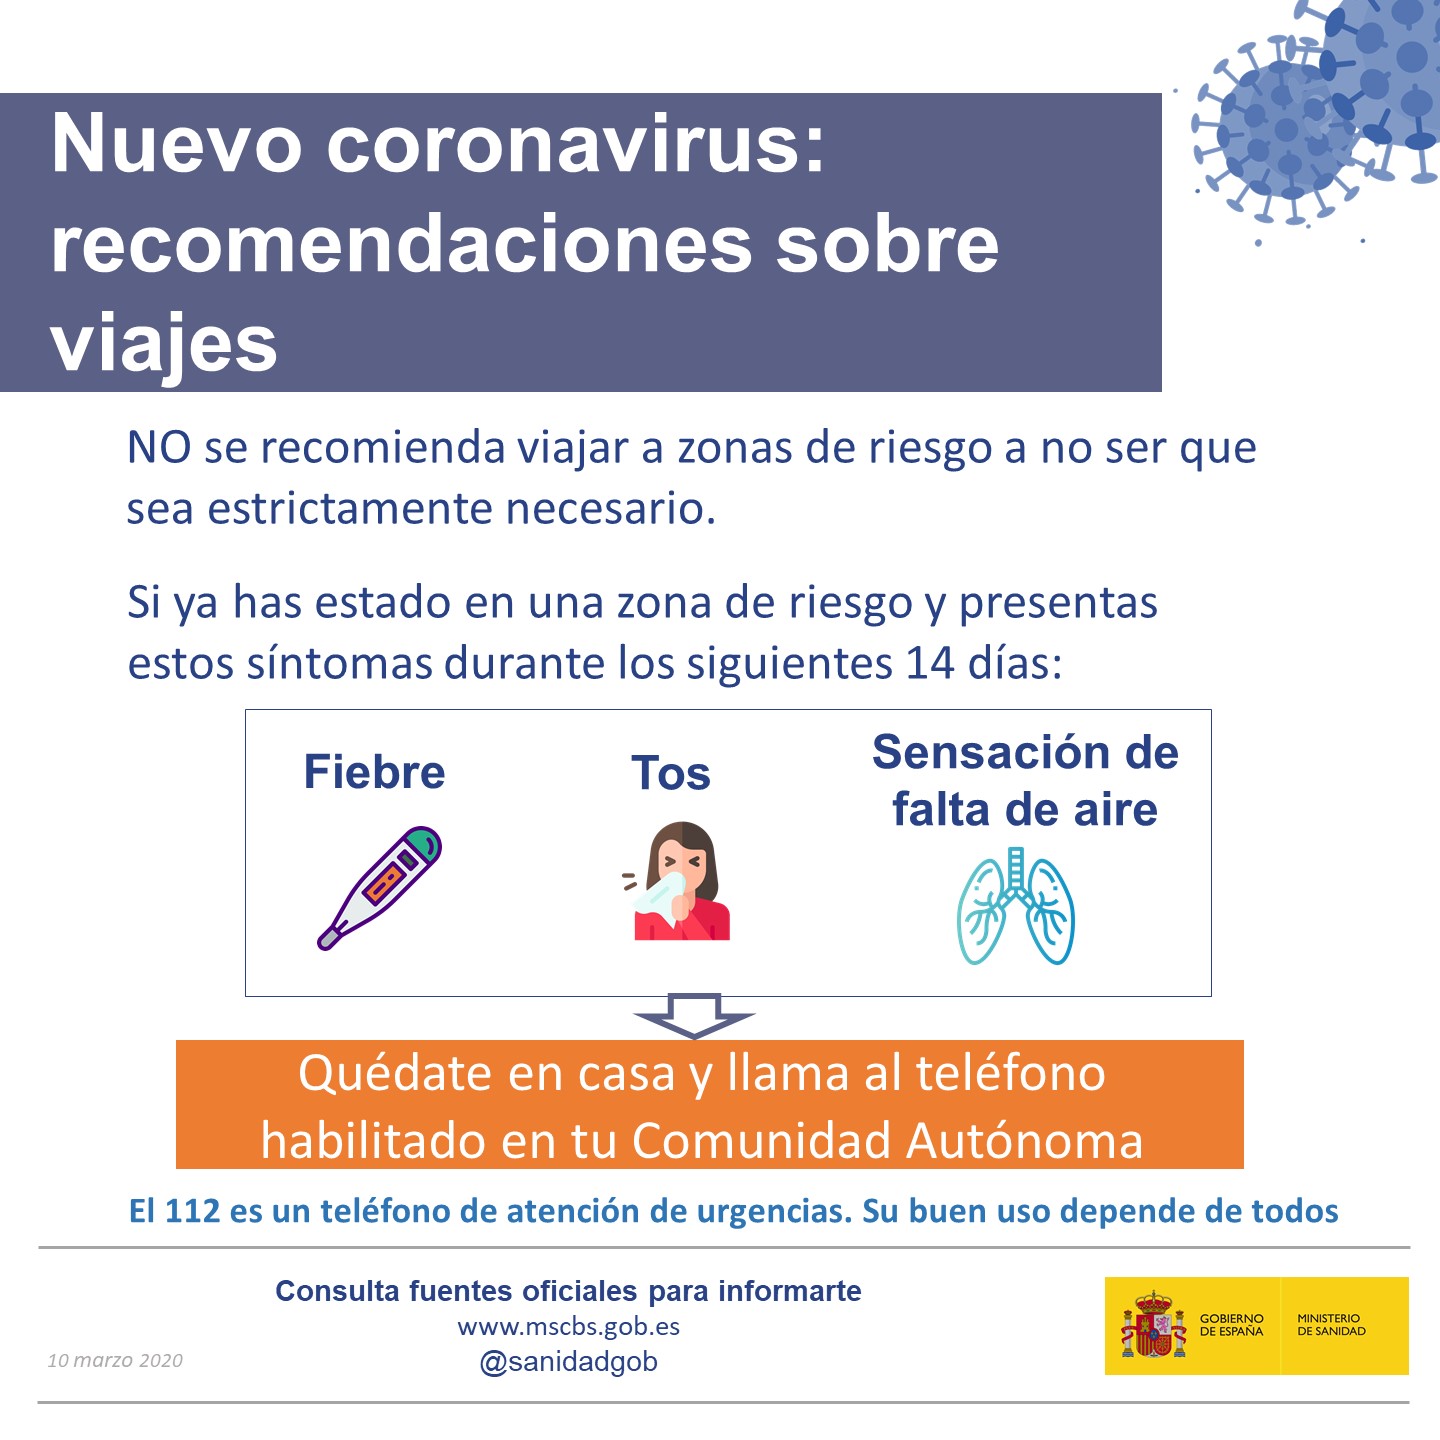 Nuevo coronavirus:
recomendaciones sobre
viajes
NO se recomienda viajar a zonas de riesgo a no ser que
sea estrictamente necesario.
Si ya has estado en una zona de riesgo y presentas
estos síntomas durante los siguientes 14 días:
Fiebre
Tos
Sensación de
falta de aire
Quédate en casa y llama al teléfono
habilitado en tu Comunidad Autónoma
El 112 es un teléfono de atención de urgencias. Su buen uso depende de todos
Consulta fuentes oficiales para informarte
www.mscbs.gob.es
@sanidadgob
10 marzo 2020
GOBIERNO
DE ESPAÑA
MINISTERIO
DE SANIDAD